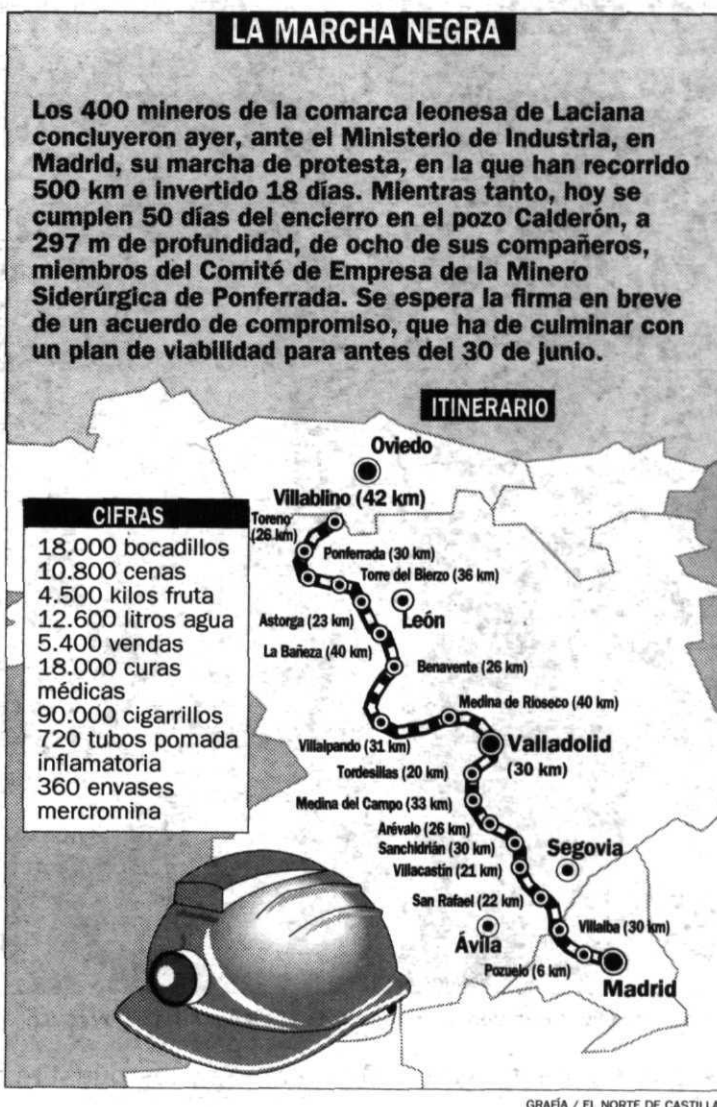 LA MARCHA NEGRA
Los 400 mineros de la comarca leonesa de Laciana
concluyeron ayer, ante el Ministerio de Industria, en
Madrid, su marcha de protesta, en la que han recorrido
500 km e invertido 18 días. Mientras tanto, hoy se
cumplen 50 días del encierro en el pozo Calderón, a
297 m de profundidad, de ocho de sus compañeros,
miembros del Comité de Empresa de la Minero
Siderúrgica de Ponferrada. Se espera la firma en breve
de un acuerdo de compromiso, que ha de culminar con
un plan de viabilidad para antes del 30 de junio.
ITINERARIO
Oviedo
Villablino (42 km)
Toreno
(26 km)
Ponferrada (30 km)
Torre del Bierzo (36 km)
León
Astorga (23 km)
La Bañeza (40 km)
Benavente (26 km)
Medina de Rioseco (40 km)
Villalpando (31 km)
Valladolid
(30 km)
Tordesillas (20 km)
Medina del Campo (33 km)
Arévalo (26 km)
Sanchidrián (30 km)
Segovia
Villacastín (21 km)
San Rafael (22 km)
Ávila
Villalba (30 km)
Pozuelo (6 km)
Madrid
CIFRAS
18.000 bocadillos
10.800 cenas
4.500 kilos fruta
12.600 litros agua
5.400 vendas
18.000 curas
médicas
90.000 cigarrillos
720 tubos pomada
inflamatoria
360 envases
mercromina
GRAFÍA / EL NORTE DE CASTILLA